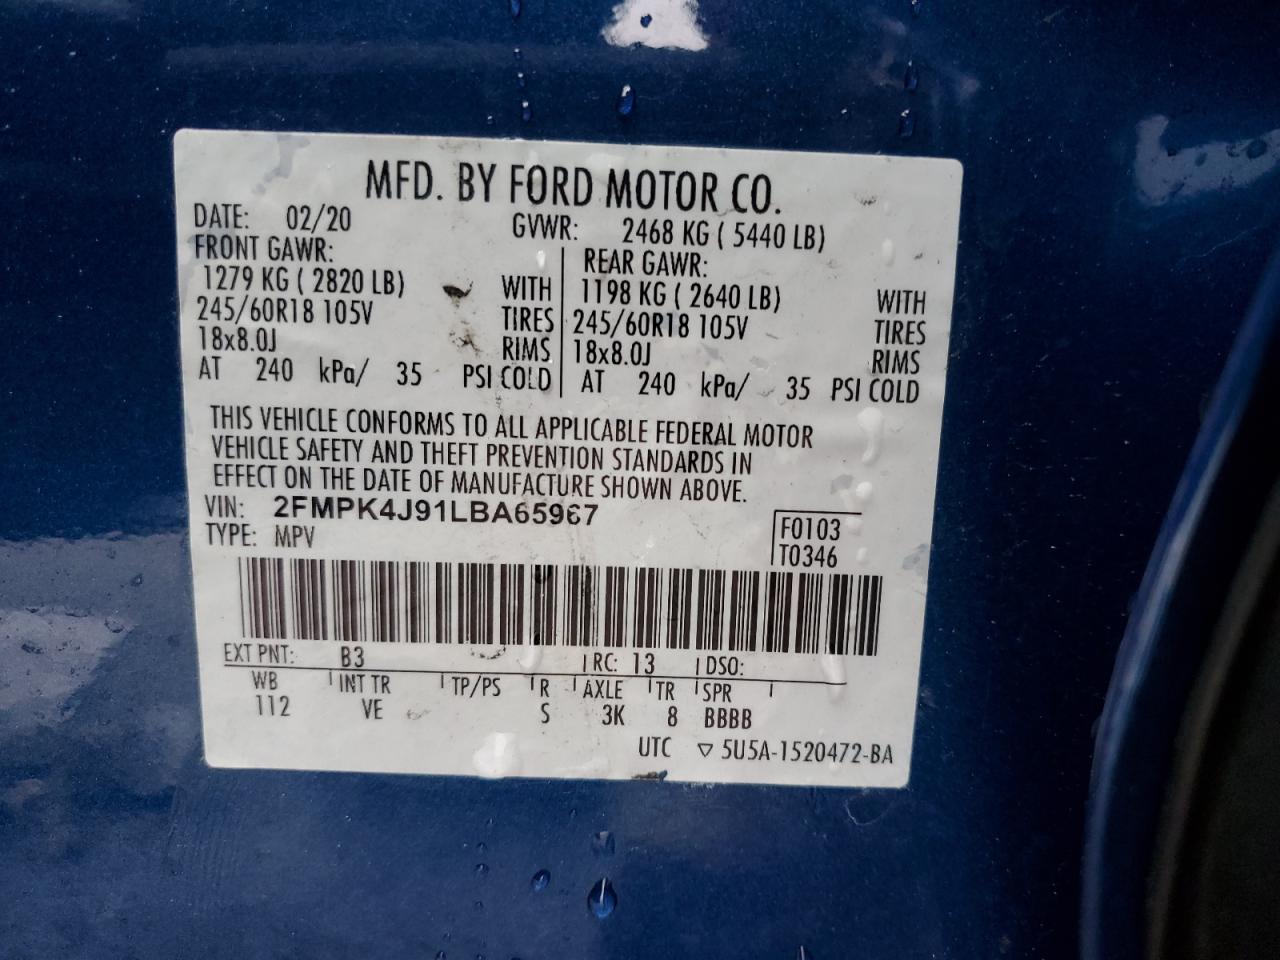 MFD. BY FORD MOTOR CO.
DATE: 02/20 GVWR: 2468 KG ( 5440 LB)
FRONT GAWR: REAR GAWR:
1279 KG ( 2820 LB) WITH 1198 KG ( 2640 LB) WITH
245/60R18 105V TIRES 245/60R18 105V TIRES
18x8.0J RIMS 18x8.0J RIMS
AT 240 kPa/ 35 PSI COLD AT 240 kPa/ 35 PSI COLD
THIS VEHICLE CONFORMS TO ALL APPLICABLE FEDERAL MOTOR
VEHICLE SAFETY AND THEFT PREVENTION STANDARDS IN
EFFECT ON THE DATE OF MANUFACTURE SHOWN ABOVE.
VIN: 2FMPK4J91LBA65967
TYPE: MPV
F0103
T0346
EXT PNT: B3 RC: 13 DSO:
WB INT TR TP/PS R AXLE TR SPR
112 VE S 3K 8 BBBB
UTC ▽ 5U5A-1520472-BA